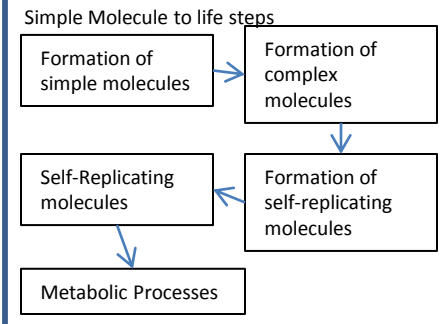 Simple Molecule to life steps
Formation of
simple molecules
Formation of
complex
molecules
Formation of
self-replicating
molecules
Self-Replicating
molecules
Metabolic Processes